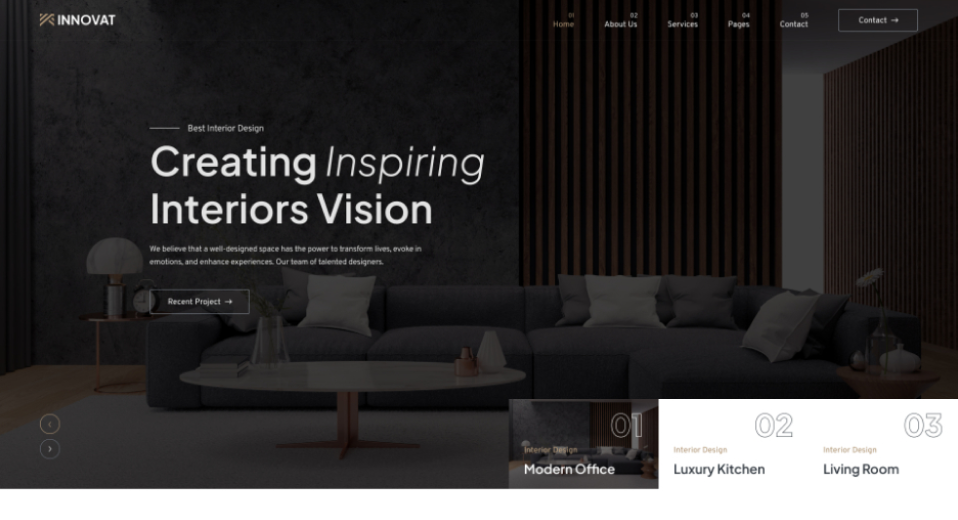 INNOVAT
01 02 03 04 05
Home About Us Services Pages Contact
Contact →
Best Interior Design
Creating Inspiring
Interiors Vision
We believe that a well-designed space has the power to transform lives, evoke in
emotions, and enhance experiences. Our team of talented designers.
Recent Project →
01
Interior Design
Modern Office
02
Interior Design
Luxury Kitchen
03
Interior Design
Living Room